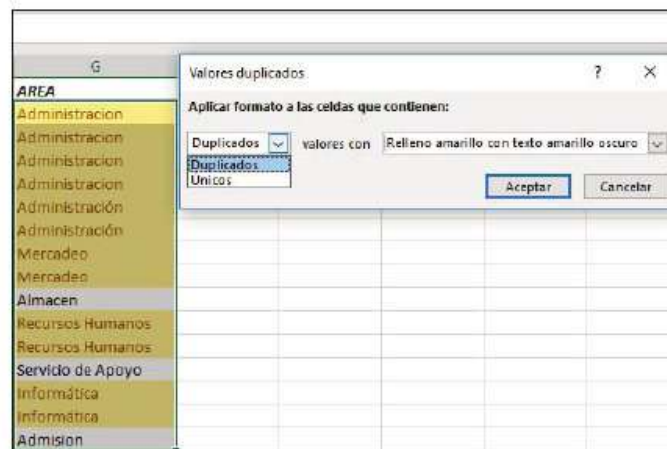 G
AREA
Administracion
Administracion
Administracion
Administracion
Administración
Administración
Mercadeo
Mercadeo
Almacen
Recursos Humanos
Recursos Humanos
Servicio de Apoyo
Informática
Informática
Admision
Valores duplicados ? ×
Aplicar formato a las celdas que contienen:
Duplicados valores con Relleno amarillo con texto amarillo oscuro
Duplicados
Unicos
Aceptar Cancelar